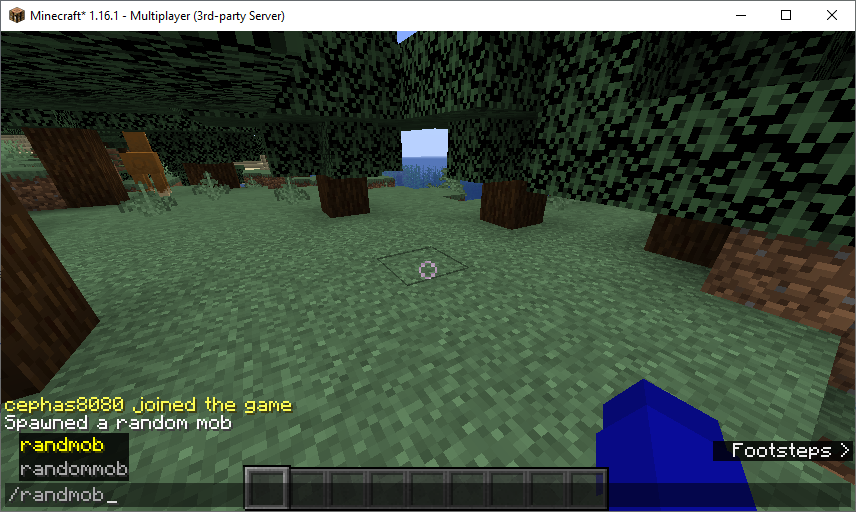 Minecraft* 1.16.1 - Multiplayer (3rd-party Server)
cephas8080 joined the game
Spawned a random mob
randmob
randommob
Footsteps >
/randmob_